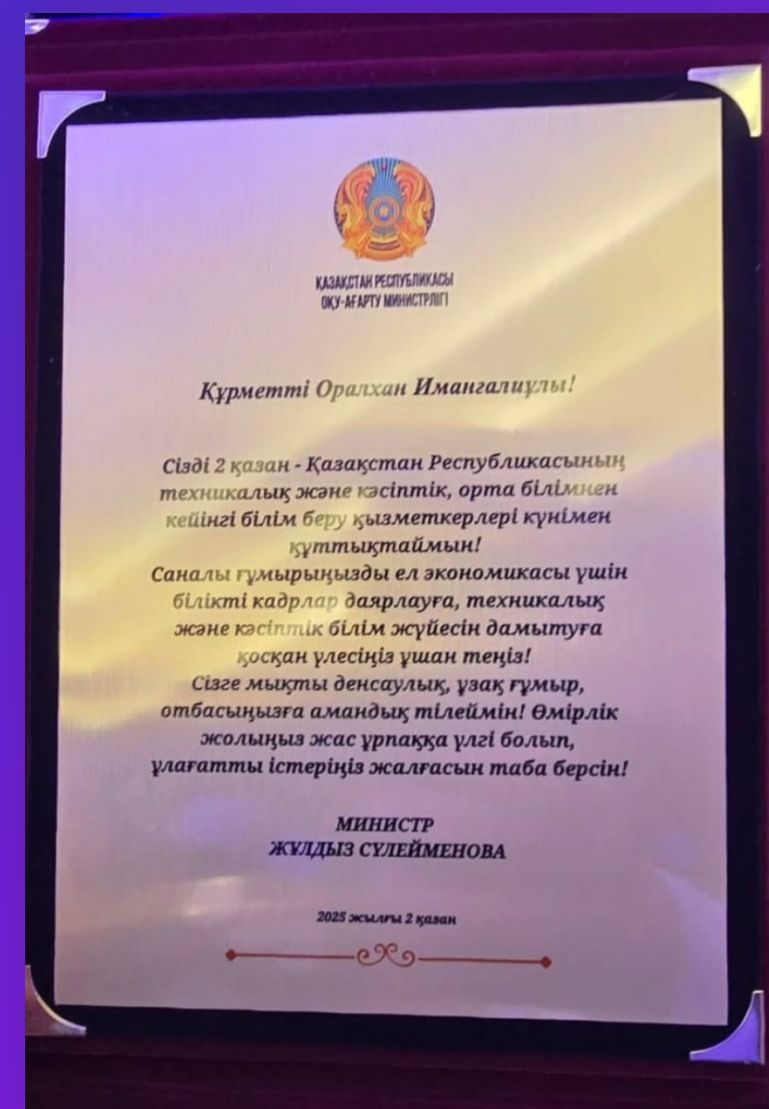 ҚАЗАҚСТАН РЕСПУБЛИКАСЫ
ОҚУ-АҒАРТУ МИНИСТРЛІГІ
Құрметті Оралхан Имангалиұлы!
Сізді 2 қазан - Қазақстан Республикасының
техникалық және кәсіптік, орта білімнен
кейінгі білім беру қызметкерлері күнімен
құттықтаймын!
Саналы ғұмырыңызды ел экономикасы үшін
білікті кадрлар даярлауға, техникалық
және кәсіптік білім жүйесін дамытуға
қосқан үлесіңіз ұшан теңіз!
Сізге мықты денсаулық, ұзақ ғұмыр,
отбасыңызға амандық тілеймін! Өмірлік
жолыңыз жас ұрпаққа үлгі болып,
ұлағатты істеріңіз жалғасын таба берсін!
МИНИСТР
ЖҰЛДЫЗ СҮЛЕЙМЕНОВА
2025 жылғы 2 қазан